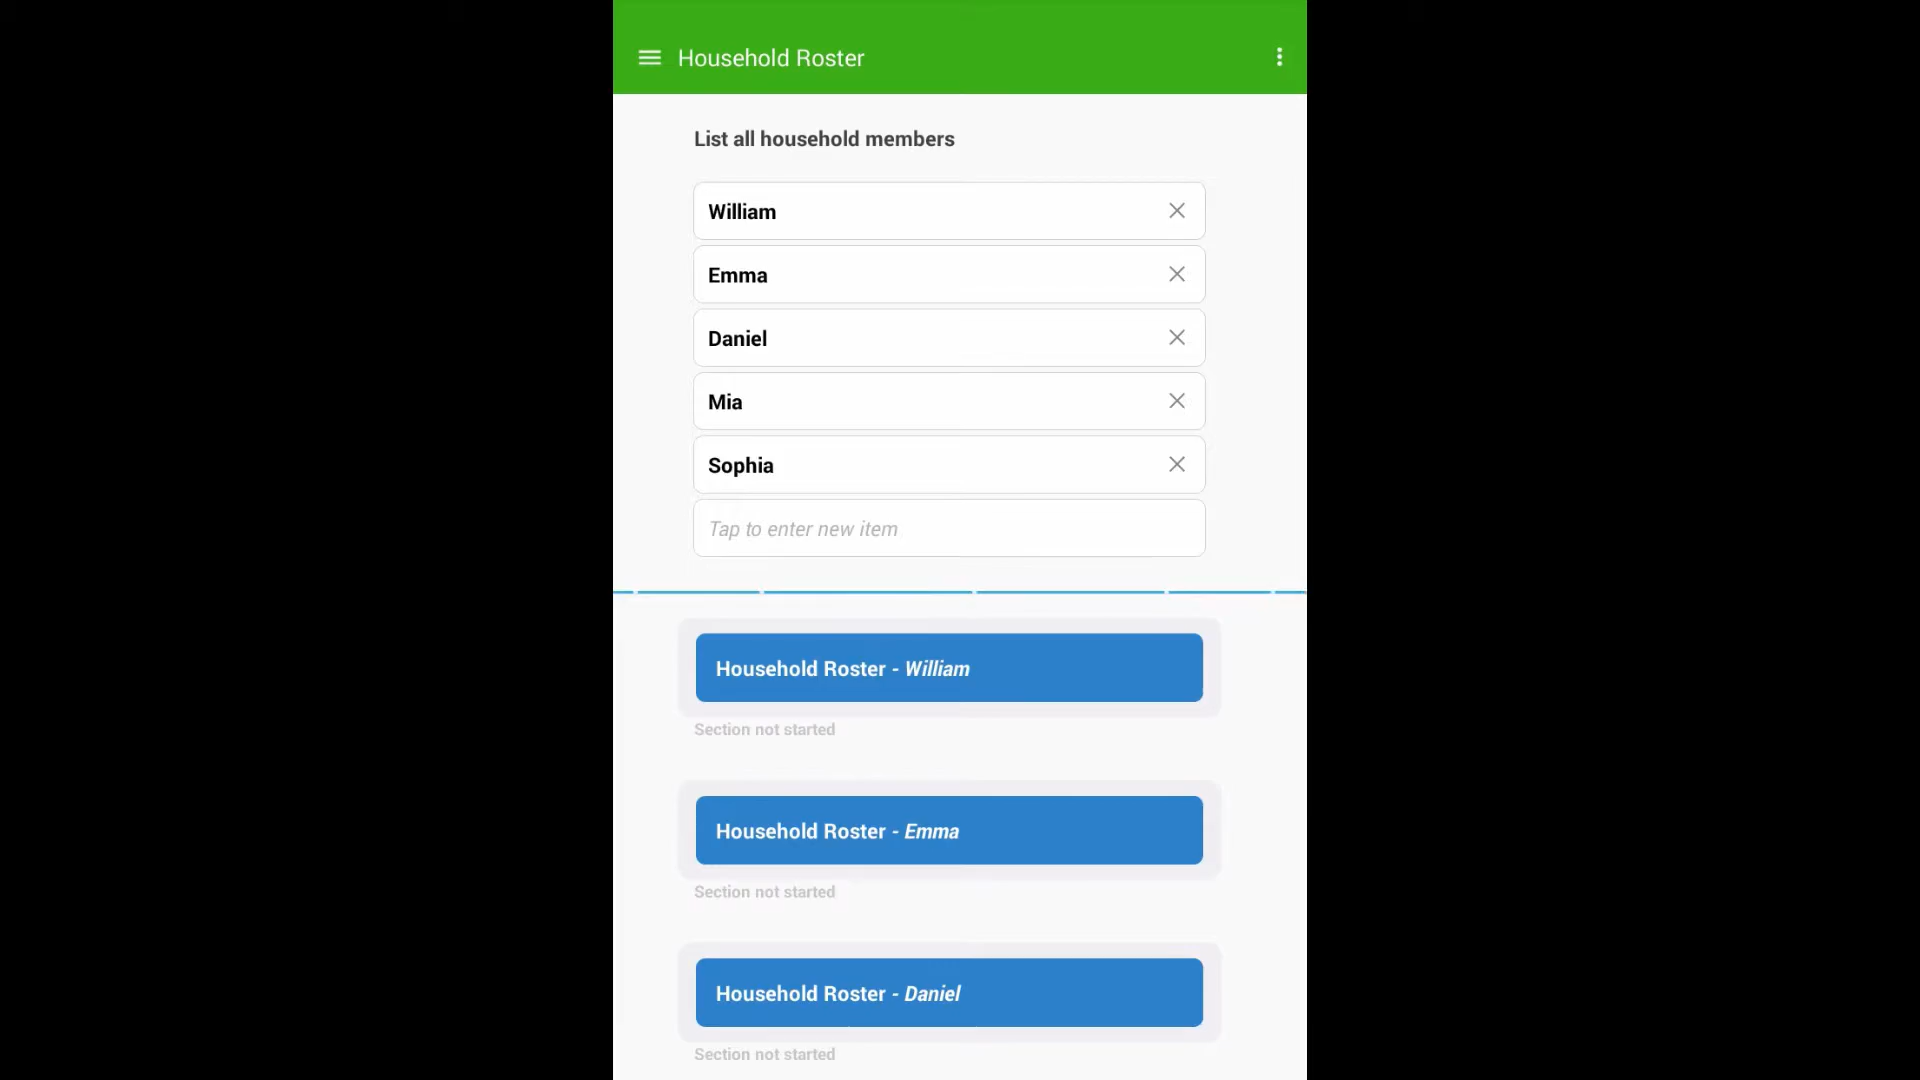 Household Roster
List all household members
William
Emma
Daniel
Mia
Sophia
Tap to enter new item
Household Roster - William
Section not started
Household Roster - Emma
Section not started
Household Roster - Daniel
Section not started